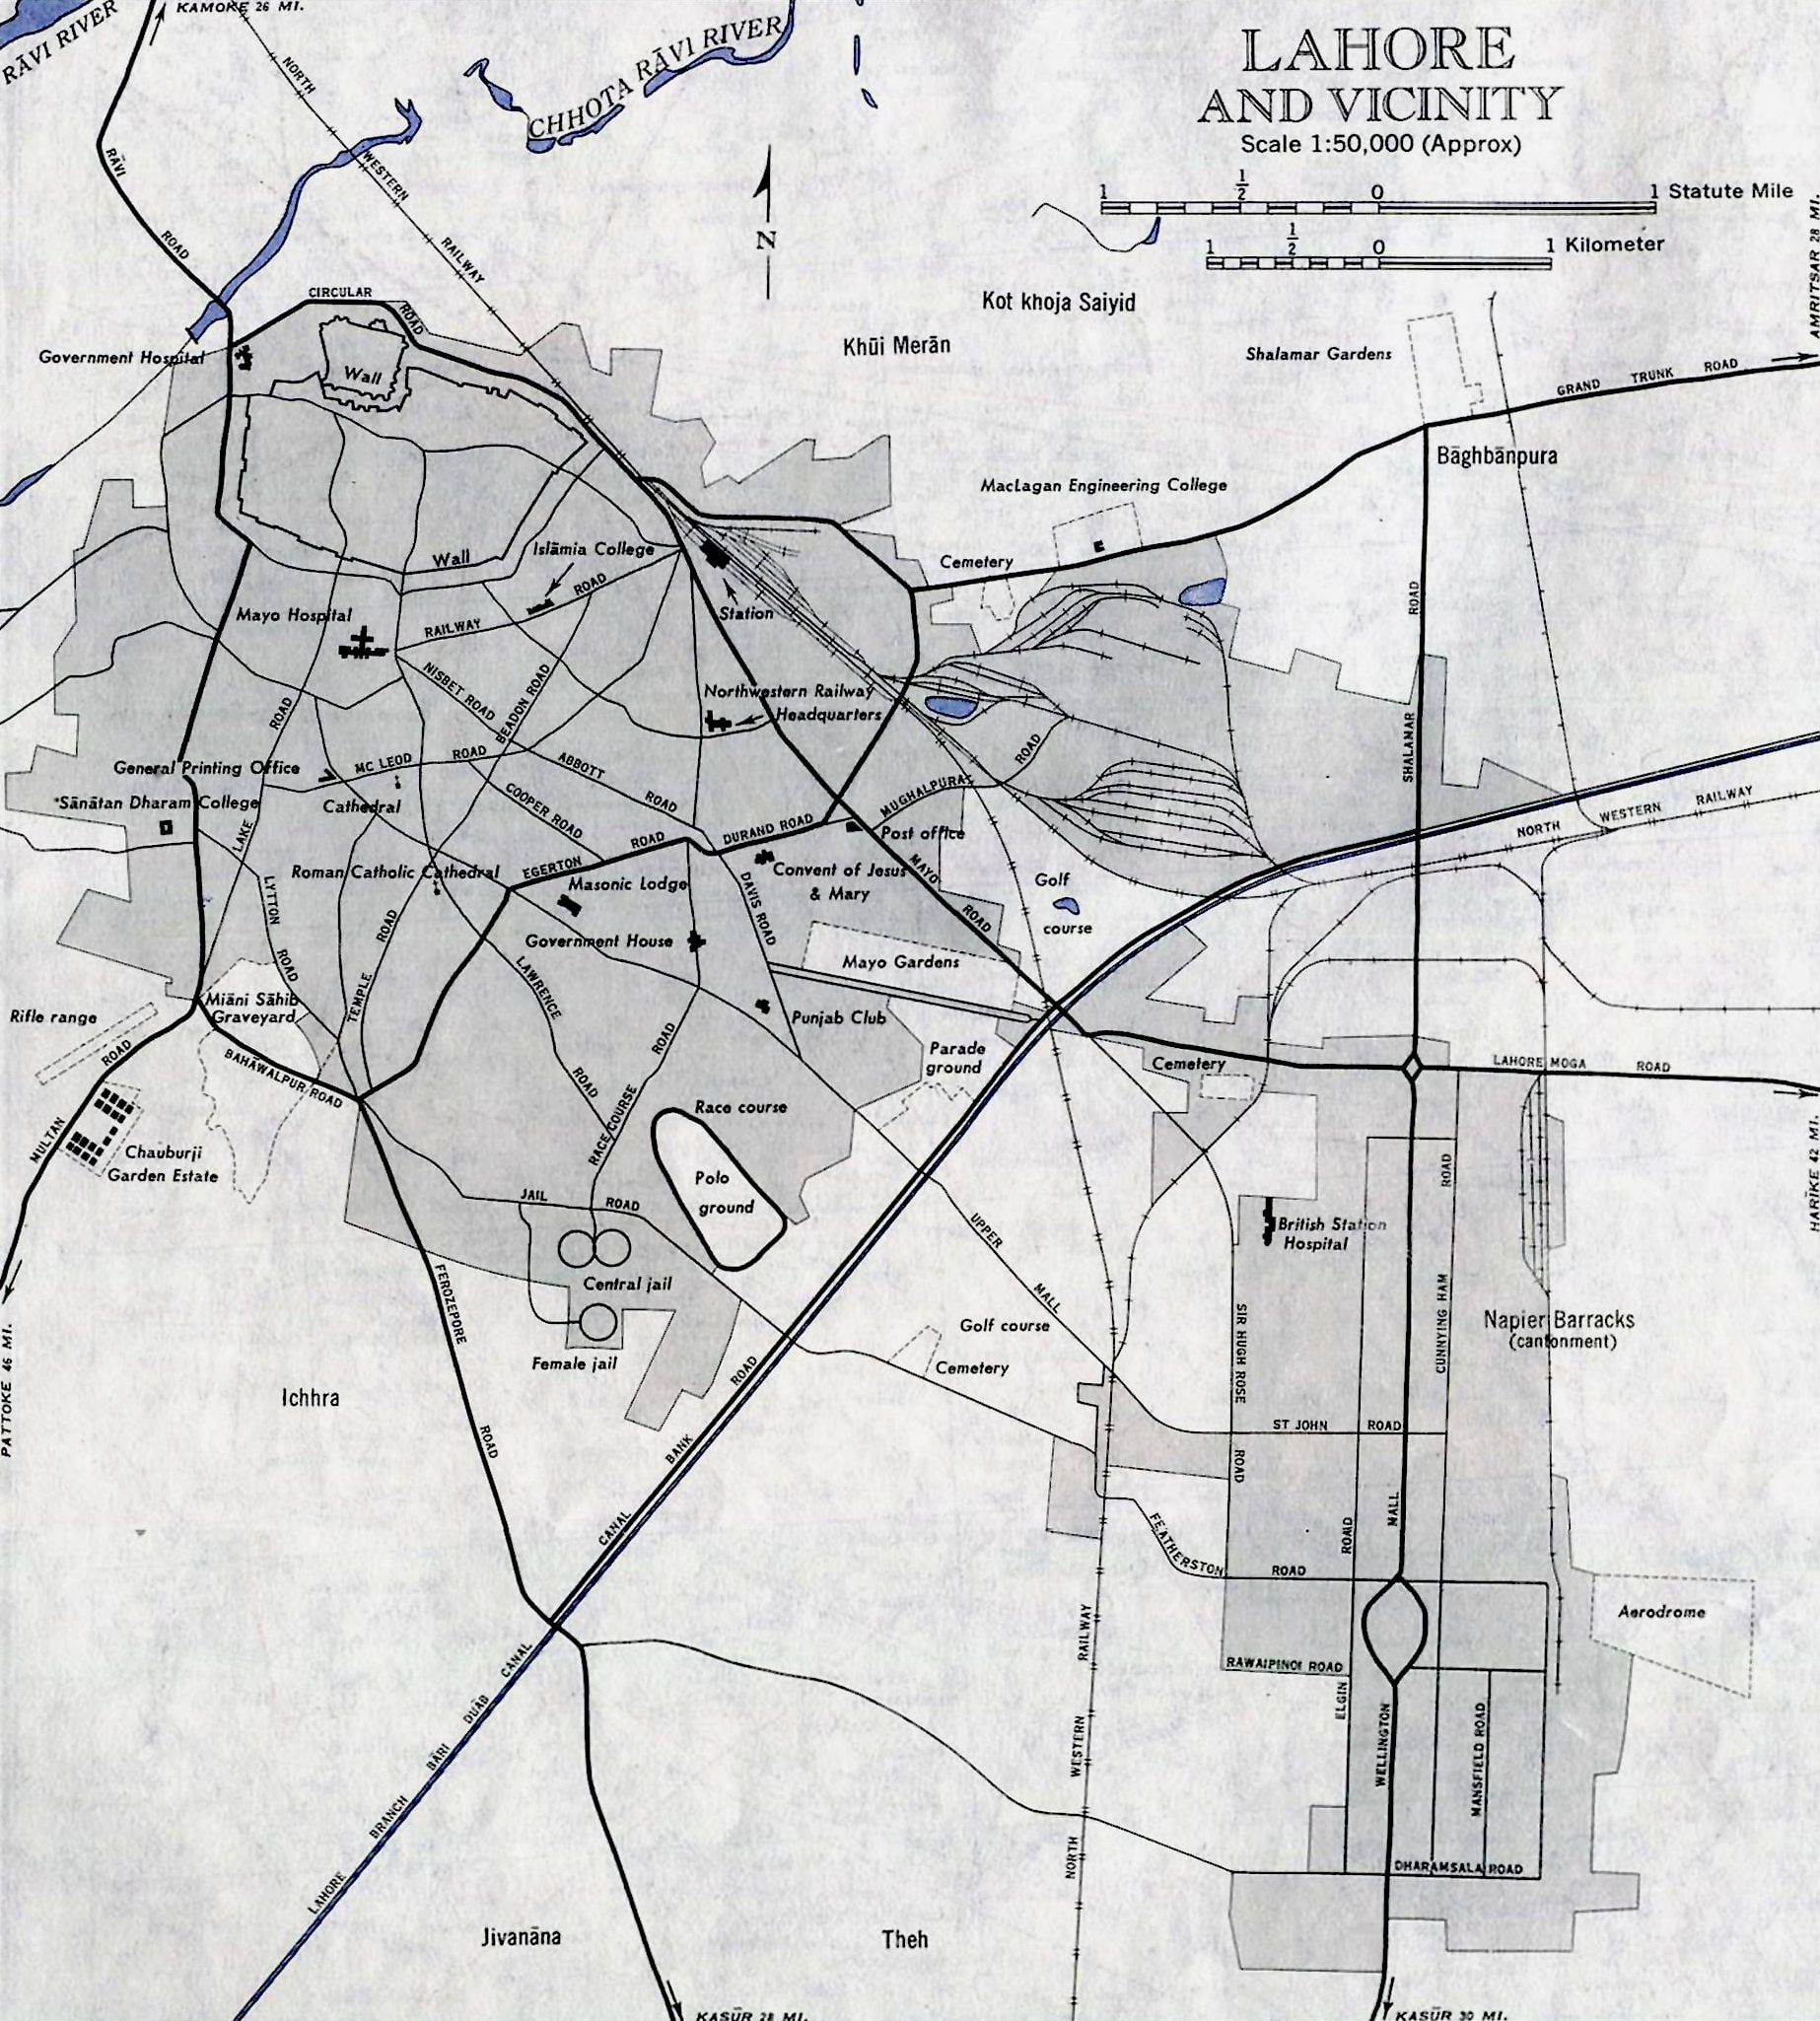 KAMOKE 26 MI.
RĀVI RIVER
CHHOTA RĀVI RIVER
LAHORE
AND VICINITY
Scale 1:50,000 (Approx)
1 ½ 0 1 Statute Mile
1 ½ 0 1 Kilometer
NORTH
WESTERN
RAILWAY
RĀVI
ROAD
N
AMRITSAR 28 MI.
CIRCULAR
ROAD
Kot khoja Saiyid
Khūi Merān
Shalamar Gardens
Government Hospital
Wall
GRAND TRUNK ROAD
Bāghbānpura
MacLagan Engineering College
Wall
Islāmia College
Cemetery
ROAD
Station
Mayo Hospital
RAILWAY
ROAD
NISBET ROAD
BEADON ROAD
Northwestern Railway
Headquarters
ROAD
ROAD
SHALAMAR
General Printing Office
MC LEOD
ROAD
ABBOTT
ROAD
Sānātan Dharam College
Cathedral
COOPER ROAD
MUGHALPURA
LAKE
ROAD
DURAND ROAD
Post office
NORTH
WESTERN
RAILWAY
Roman Catholic Cathedral
EGERTON
Masonic Lodge
Convent of Jesus
& Mary
MAYO
ROAD
Golf
course
LYTTON
ROAD
ROAD
TEMPLE
DAVIS ROAD
Government House
Mayo Gardens
LAWRENCE
ROAD
Rifle range
Miāni Sāhib
Graveyard
Punjab Club
ROAD
RACE COURSE
Parade
ground
Cemetery
LAHORE MOGA
ROAD
ROAD
BAHĀWALPUR ROAD
MULTAN
Chauburji
Garden Estate
Race course
HARĪKE 42 MI.
Polo
ground
JAIL
ROAD
UPPER
MALL
ROAD
British Station
Hospital
Central jail
FEROZEPORE
ROAD
Golf course
SIR HUGH ROSE
ROAD
CUNNYING HAM
Napier Barracks
(cantonment)
PATTOKE 46 MI.
Female jail
Cemetery
Ichhra
ROAD
BANK
CANAL
ST JOHN
ROAD
MALL
ROAD
FEATHERSTON
ROAD
Aerodrome
RAILWAY
WESTERN
NORTH
RAWALPINDI ROAD
ELGIN
WELLINGTON
MANSFIELD ROAD
CANAL
DUĀB
BĀRI
BRANCH
LAHORE
DHARAMSALA ROAD
Jivanāna
Theh
KASŪR 28 MI.
KASŪR 30 MI.